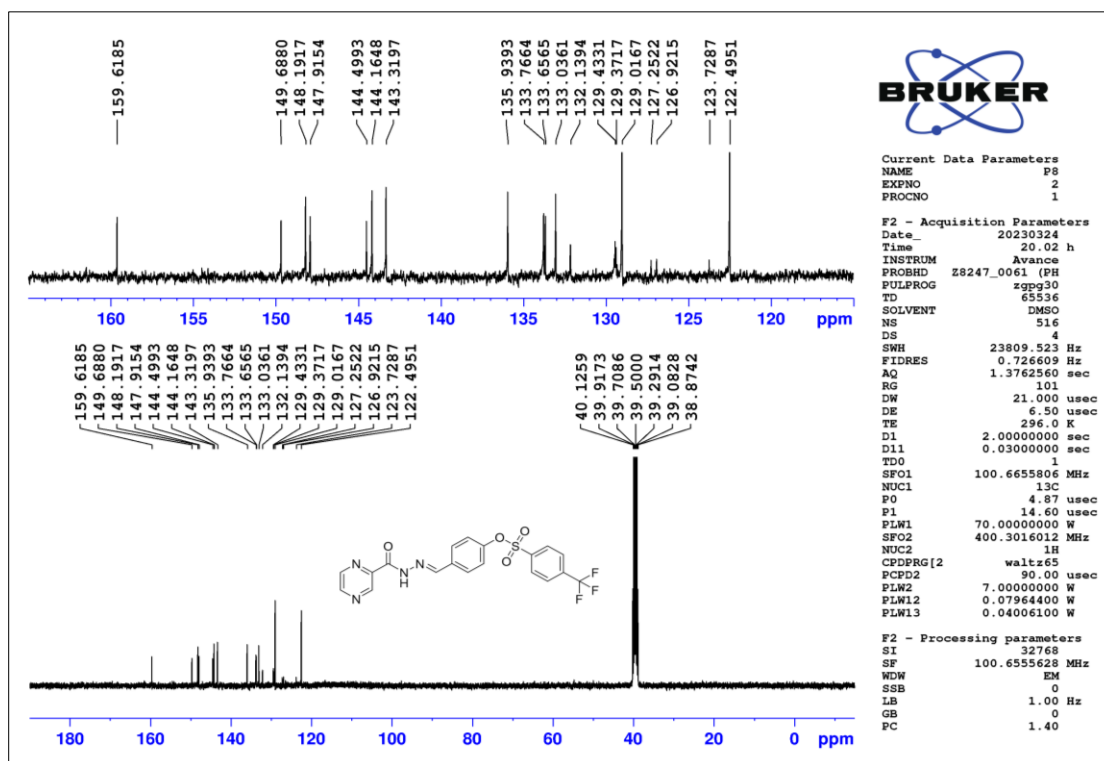 159.6185
149.6880
148.1917
147.9154
144.4993
144.1648
143.3197
135.9393
133.7664
133.6565
133.0361
132.1394
129.4331
129.3717
129.0167
127.2522
126.9215
123.7287
122.4951
160 155 150 145 140 135 130 125 120 ppm
159.6185
149.6880
148.1917
147.9154
144.4993
144.1648
143.3197
135.9393
133.7664
133.6565
133.0361
132.1394
129.4331
129.3717
129.0167
127.2522
126.9215
123.7287
122.4951
40.1259
39.9173
39.7086
39.5000
39.2914
39.0828
38.8742
O
N
N
N
H
N
O
O
S
O
F
F
F
180 160 140 120 100 80 60 40 20 0 ppm
BRUKER
Current Data Parameters
NAME P8
EXPNO 2
PROCNO 1
F2 - Acquisition Parameters
Date_ 20230324
Time 20.02 h
INSTRUM Avance
PROBHD Z8247_0061 (PH
PULPROG zgpg30
TD 65536
SOLVENT DMSO
NS 516
DS 4
SWH 23809.523 Hz
FIDRES 0.726609 Hz
AQ 1.3762560 sec
RG 101
DW 21.000 usec
DE 6.50 usec
TE 296.0 K
D1 2.00000000 sec
D11 0.03000000 sec
TD0 1
SFO1 100.6655806 MHz
NUC1 13C
P0 4.87 usec
P1 14.60 usec
PLW1 70.00000000 W
SFO2 400.3016012 MHz
NUC2 1H
CPDPRG[2 waltz65
PCPD2 90.00 usec
PLW2 7.00000000 W
PLW12 0.07964400 W
PLW13 0.04006100 W
F2 - Processing parameters
SI 32768
SF 100.6555628 MHz
WDW EM
SSB 0
LB 1.00 Hz
GB 0
PC 1.40